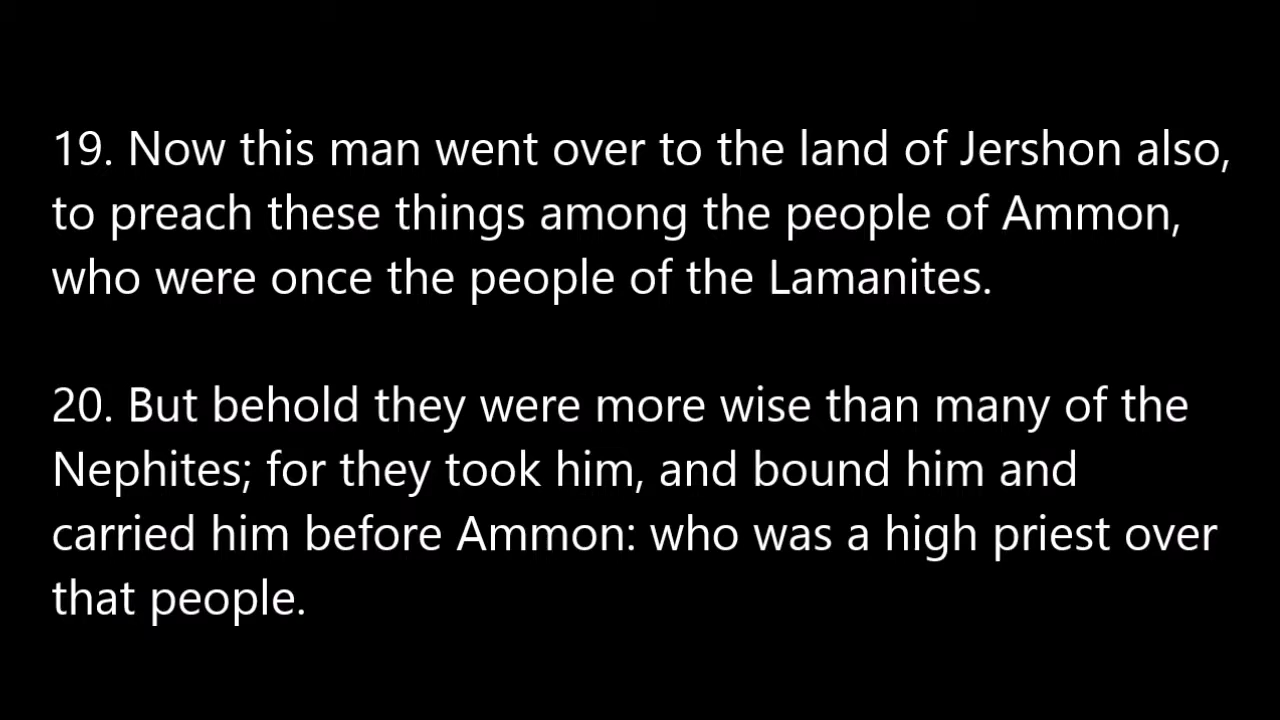 19. Now this man went over to the land of Jershon also,
to preach these things among the people of Ammon,
who were once the people of the Lamanites.
20. But behold they were more wise than many of the
Nephites; for they took him, and bound him and
carried him before Ammon: who was a high priest over
that people.